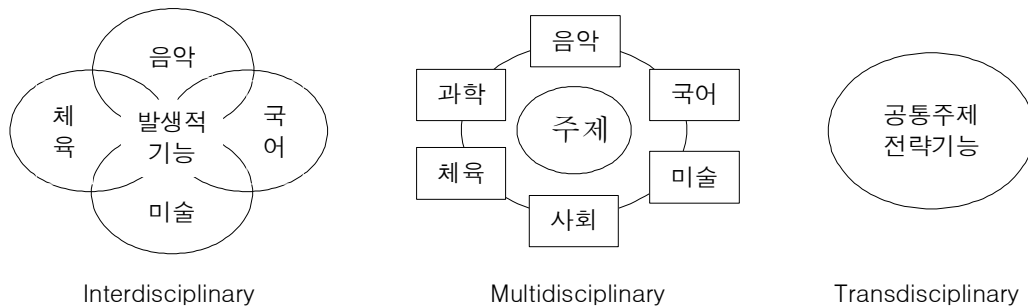 음악
체
육
발생적
기능
국
어
미술
Interdisciplinary
음악
과학
국어
주제
체육
미술
사회
Multidisciplinary
공통주제
전략기능
Transdisciplinary